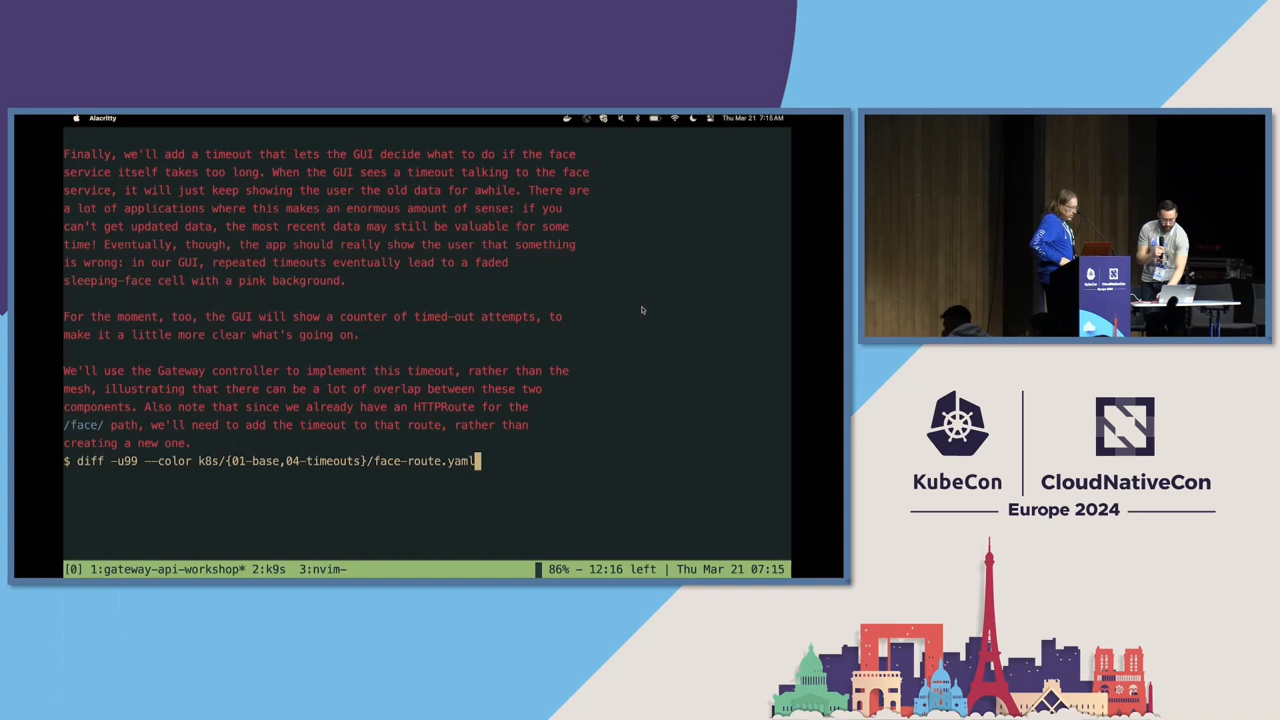 Alacritty
Thu Mar 21 7:15AM
Finally, we'll add a timeout that lets the GUI decide what to do if the face
service itself takes too long. When the GUI sees a timeout talking to the face
service, it will just keep showing the user the old data for awhile. There are
a lot of applications where this makes an enormous amount of sense: if you
can't get updated data, the most recent data may still be valuable for some
time! Eventually, though, the app should really show the user that something
is wrong: in our GUI, repeated timeouts eventually lead to a faded
sleeping-face cell with a pink background.
For the moment, too, the GUI will show a counter of timed-out attempts, to
make it a little more clear what's going on.
We'll use the Gateway controller to implement this timeout, rather than the
mesh, illustrating that there can be a lot of overlap between these two
components. Also note that since we already have an HTTPRoute for the
/face/ path, we'll need to add the timeout to that route, rather than
creating a new one.
$ diff -u99 --color k8s/{01-base,04-timeouts}/face-route.yaml
[0] 1:gateway-api-workshop* 2:k9s 3:nvim-
86% - 12:16 left | Thu Mar 21 07:15
KubeCon
CloudNativeCon
Europe 2024
KubeCon
CloudNativeCon
Europe 2024